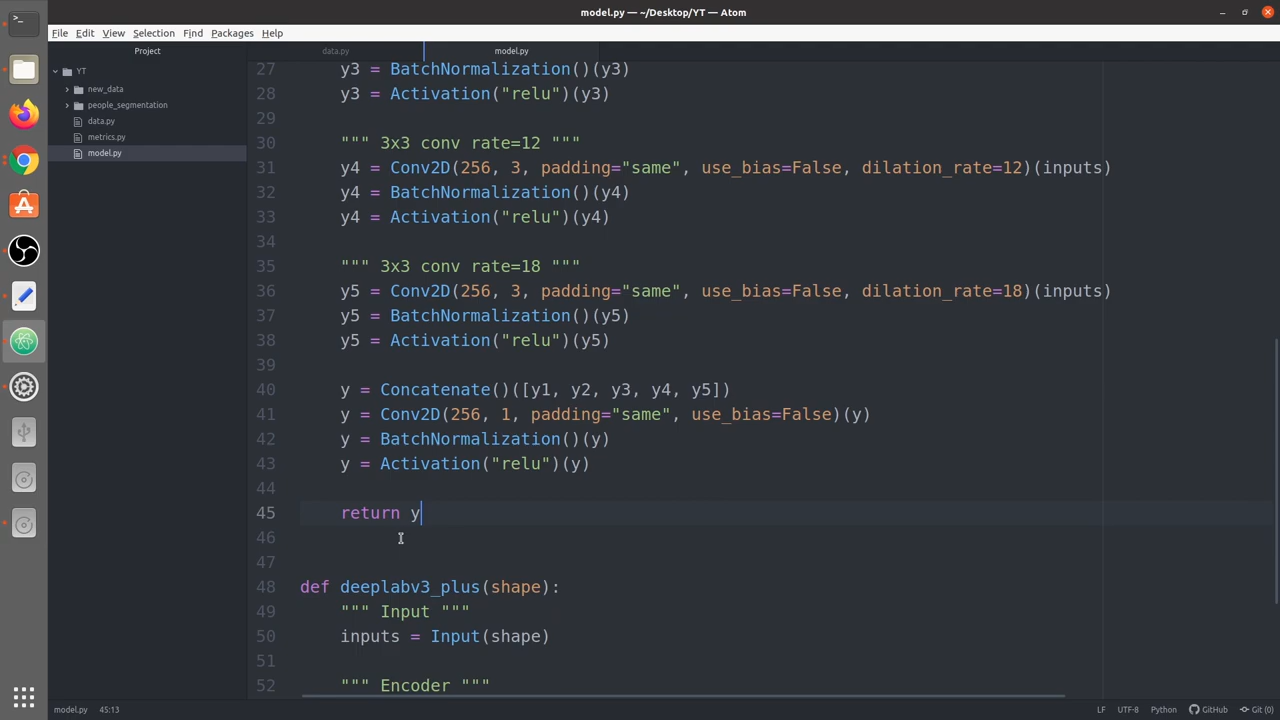 model.py — ~/Desktop/YT — Atom
File Edit View Selection Find Packages Help
Project
data.py
model.py
YT
new_data
people_segmentation
data.py
metrics.py
model.py
27 y3 = BatchNormalization()(y3)
28 y3 = Activation("relu")(y3)
29
30 """ 3x3 conv rate=12 """
31 y4 = Conv2D(256, 3, padding="same", use_bias=False, dilation_rate=12)(inputs)
32 y4 = BatchNormalization()(y4)
33 y4 = Activation("relu")(y4)
34
35 """ 3x3 conv rate=18 """
36 y5 = Conv2D(256, 3, padding="same", use_bias=False, dilation_rate=18)(inputs)
37 y5 = BatchNormalization()(y5)
38 y5 = Activation("relu")(y5)
39
40 y = Concatenate()([y1, y2, y3, y4, y5])
41 y = Conv2D(256, 1, padding="same", use_bias=False)(y)
42 y = BatchNormalization()(y)
43 y = Activation("relu")(y)
44
45 return y
46
47
48 def deeplabv3_plus(shape):
49 """ Input """
50 inputs = Input(shape)
51
52 """ Encoder """
model.py 45:13 LF UTF-8 Python GitHub Git (0)